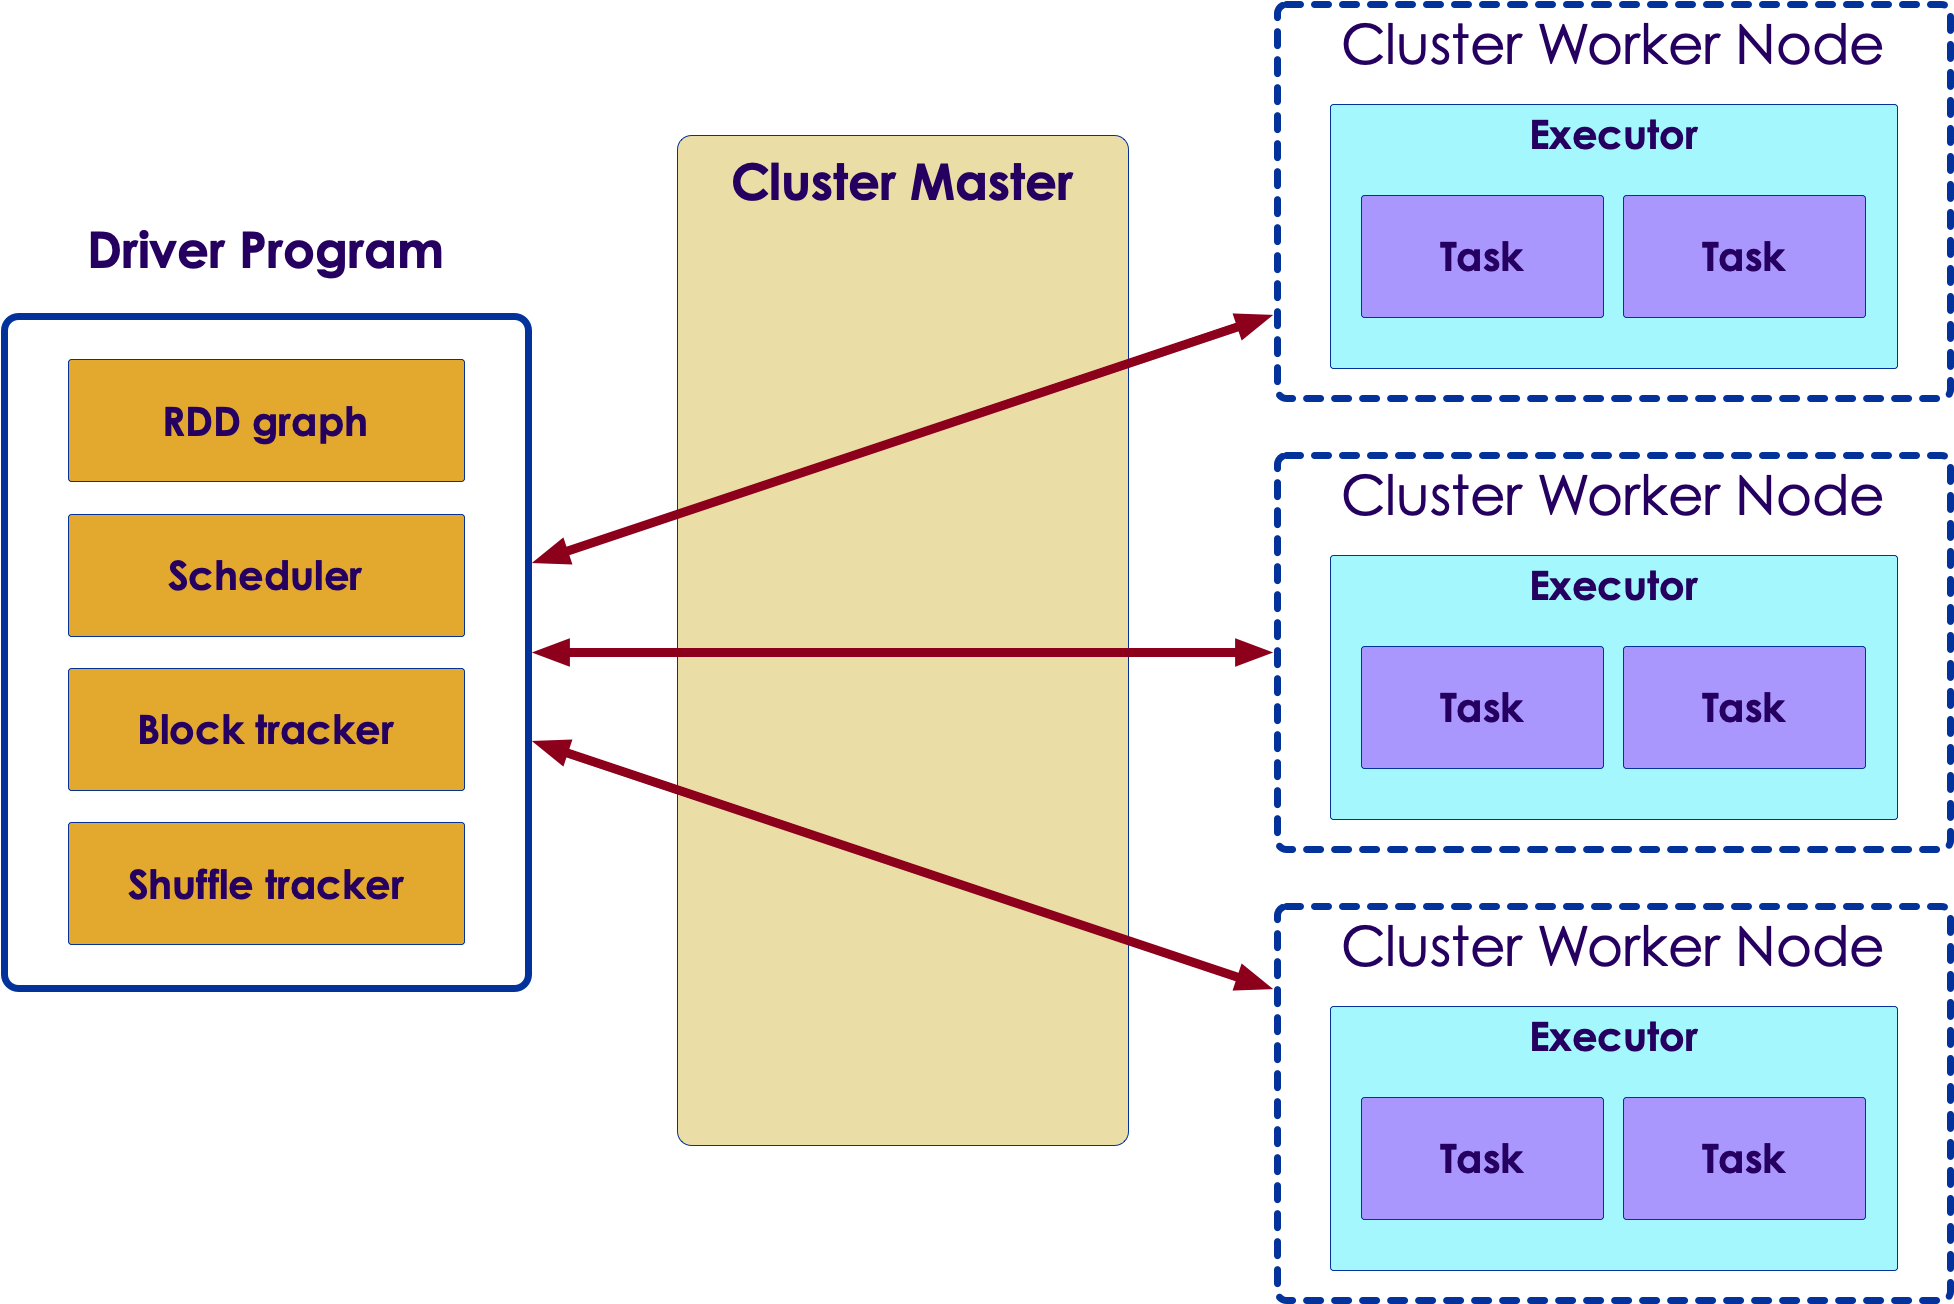 Driver Program
RDD graph
Scheduler
Block tracker
Shuffle tracker
Cluster Master
Cluster Worker Node
Executor
Task
Task
Cluster Worker Node
Executor
Task
Task
Cluster Worker Node
Executor
Task
Task